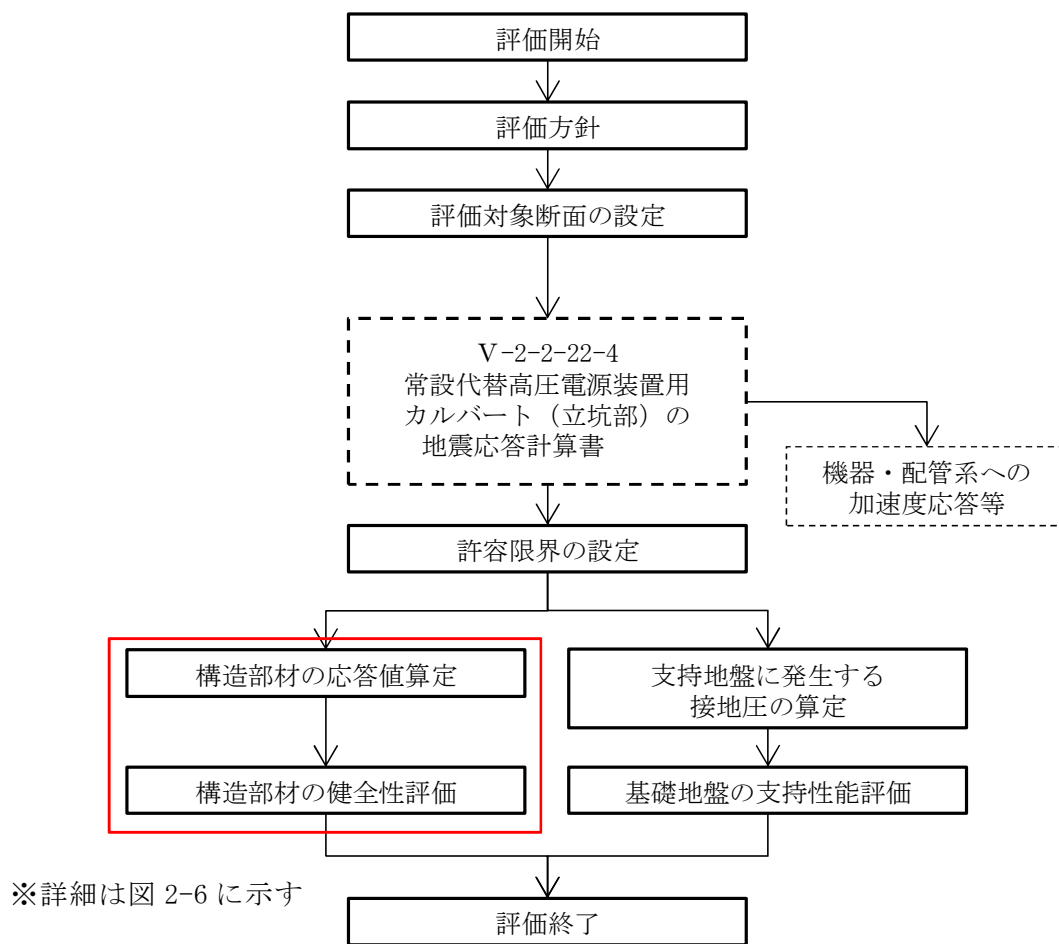 評価開始
評価方針
評価対象断面の設定
Ⅴ-2-2-22-4
常設代替高圧電源装置用
カルバート（立坑部）の
地震応答計算書
機器・配管系への
加速度応答等
許容限界の設定
構造部材の応答値算定
支持地盤に発生する
接地圧の算定
構造部材の健全性評価
基礎地盤の支持性能評価
※詳細は図 2-6 に示す
評価終了